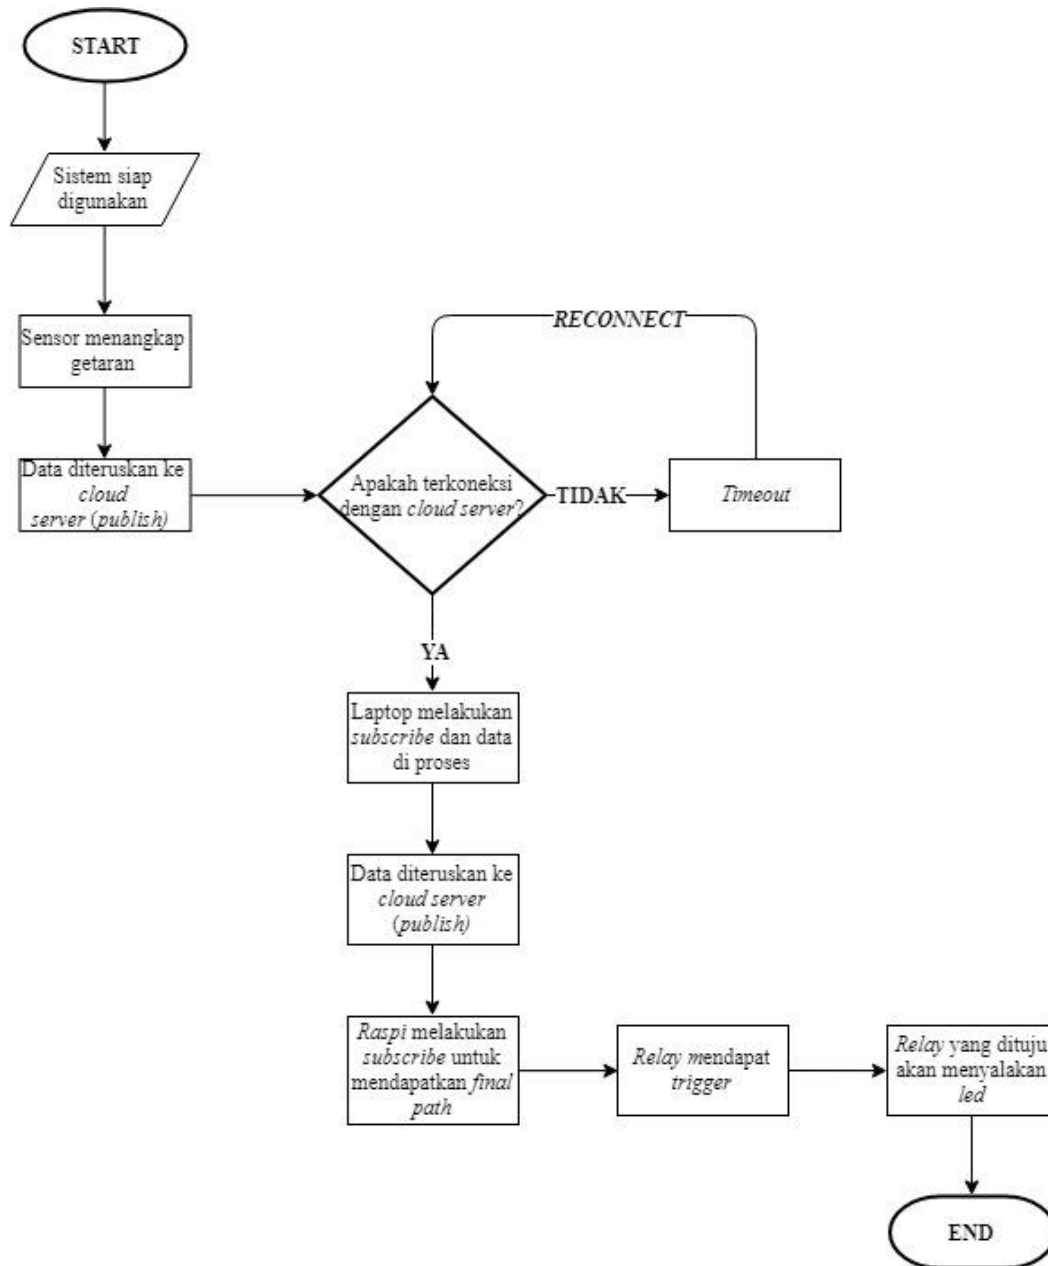 START
Sistem siap
digunakan
Sensor menangkap
getaran
Data diteruskan ke
cloud
server (publish)
RECONNECT
Apakah terkoneksi
dengan cloud server?
TIDAK
Timeout
YA
Laptop melakukan
subscribe dan data
di proses
Data diteruskan ke
cloud server
(publish)
Raspi melakukan
subscribe untuk
mendapatkan final
path
Relay mendapat
trigger
Relay yang dituju
akan menyalakan
led
END